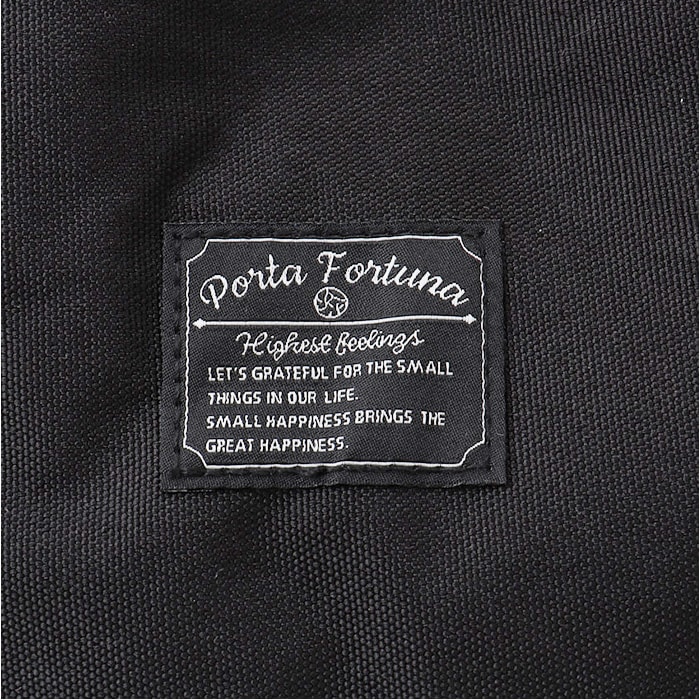 Porta Fortuna
Highest feelings
LET'S GRATEFUL FOR THE SMALL
THINGS IN OUR LIFE.
SMALL HAPPINESS BRINGS THE
GREAT HAPPINESS.